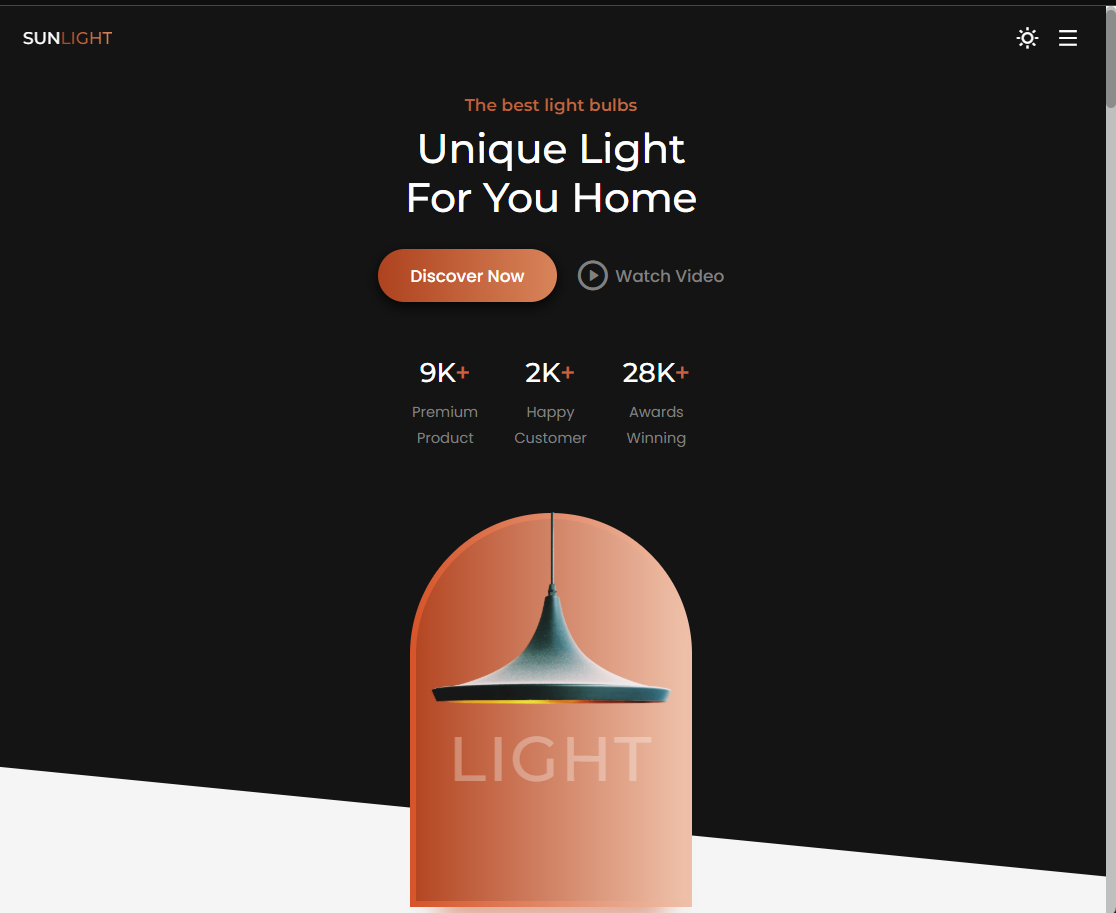 SUNLIGHT
The best light bulbs
Unique Light
For You Home
Discover Now
Watch Video
9K+ 2K+ 28K+
Premium Happy Awards
Product Customer Winning
LIGHT